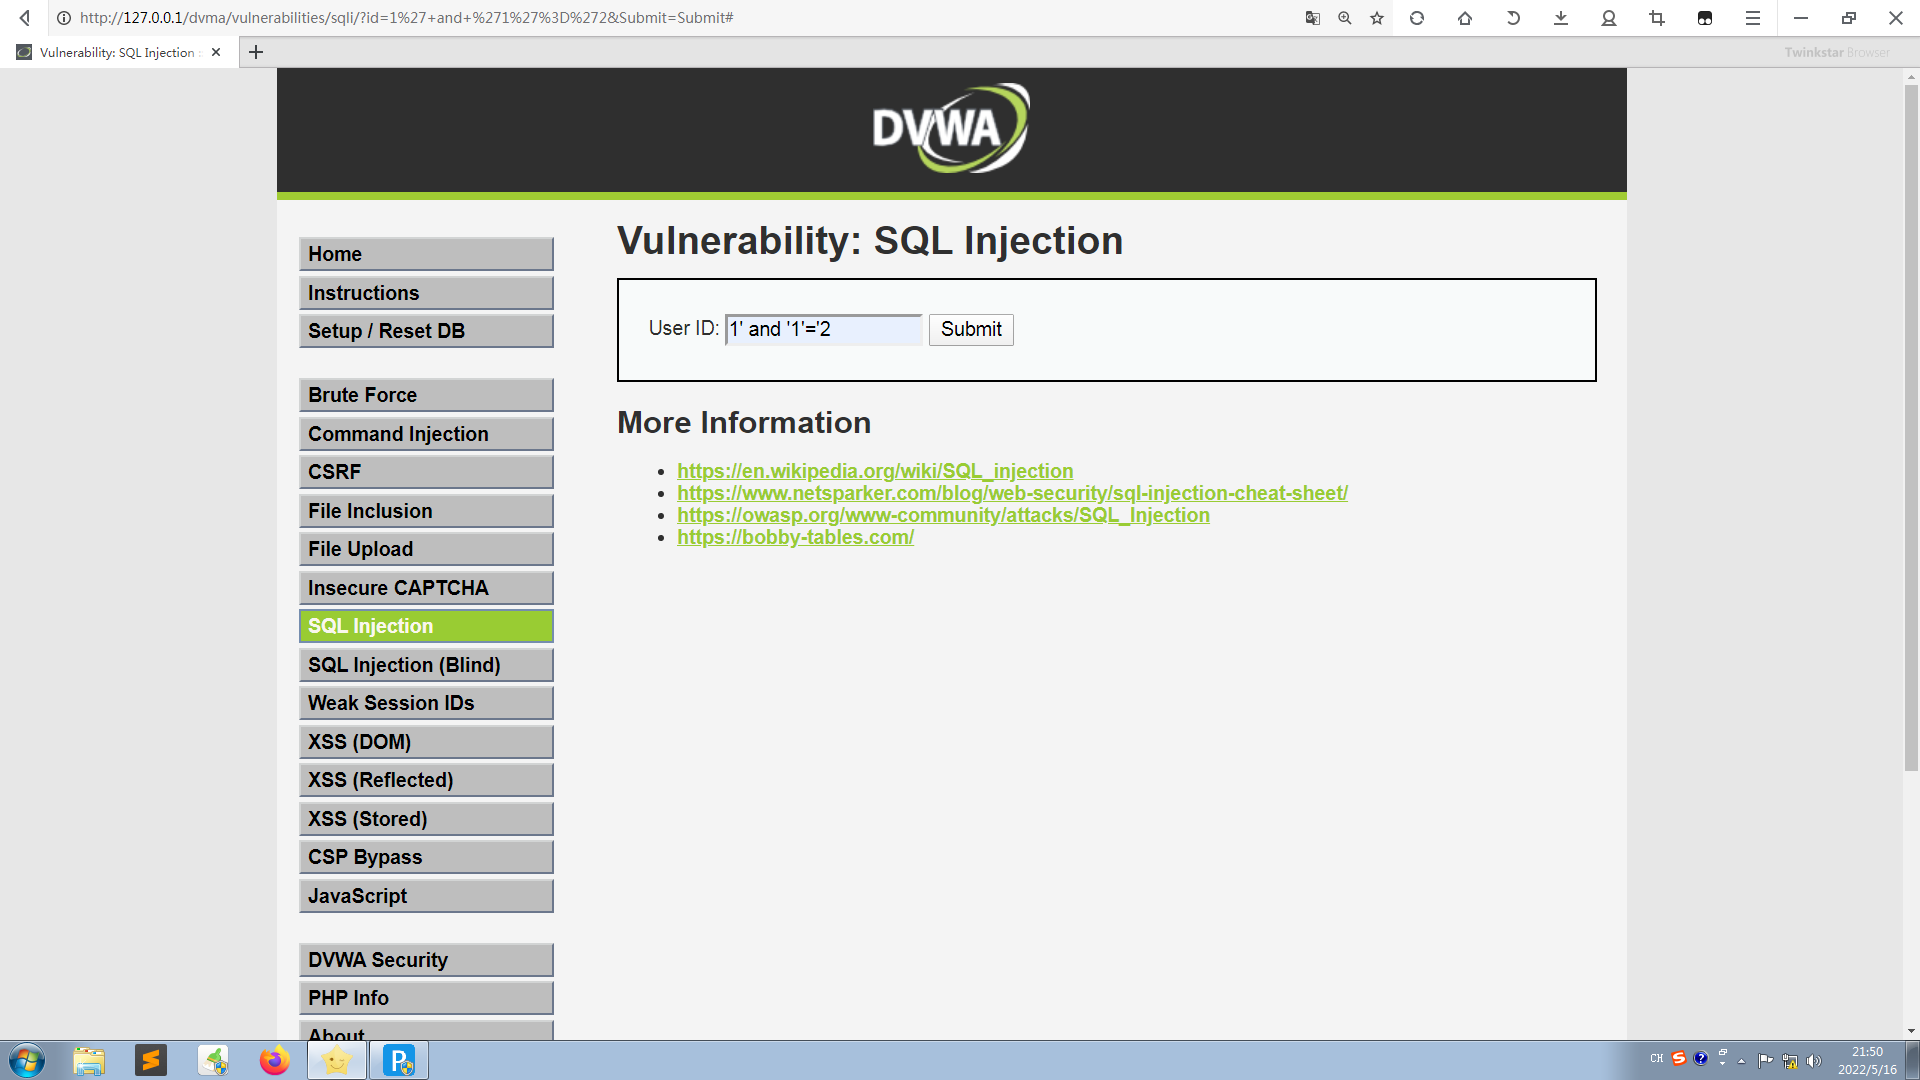 http://127.0.0.1/dvma/vulnerabilities/sqli/?id=1%27+and+%271%27%3D%272&Submit=Submit#
Vulnerability: SQL Injection :
Twinkstar Browser
DVWA
Home
Instructions
Setup / Reset DB
Brute Force
Command Injection
CSRF
File Inclusion
File Upload
Insecure CAPTCHA
SQL Injection
SQL Injection (Blind)
Weak Session IDs
XSS (DOM)
XSS (Reflected)
XSS (Stored)
CSP Bypass
JavaScript
DVWA Security
PHP Info
About
Vulnerability: SQL Injection
User ID: 1' and '1'='2 Submit
More Information
https://en.wikipedia.org/wiki/SQL_injection
https://www.netsparker.com/blog/web-security/sql-injection-cheat-sheet/
https://owasp.org/www-community/attacks/SQL_Injection
https://bobby-tables.com/
CH
21:50
2022/5/16